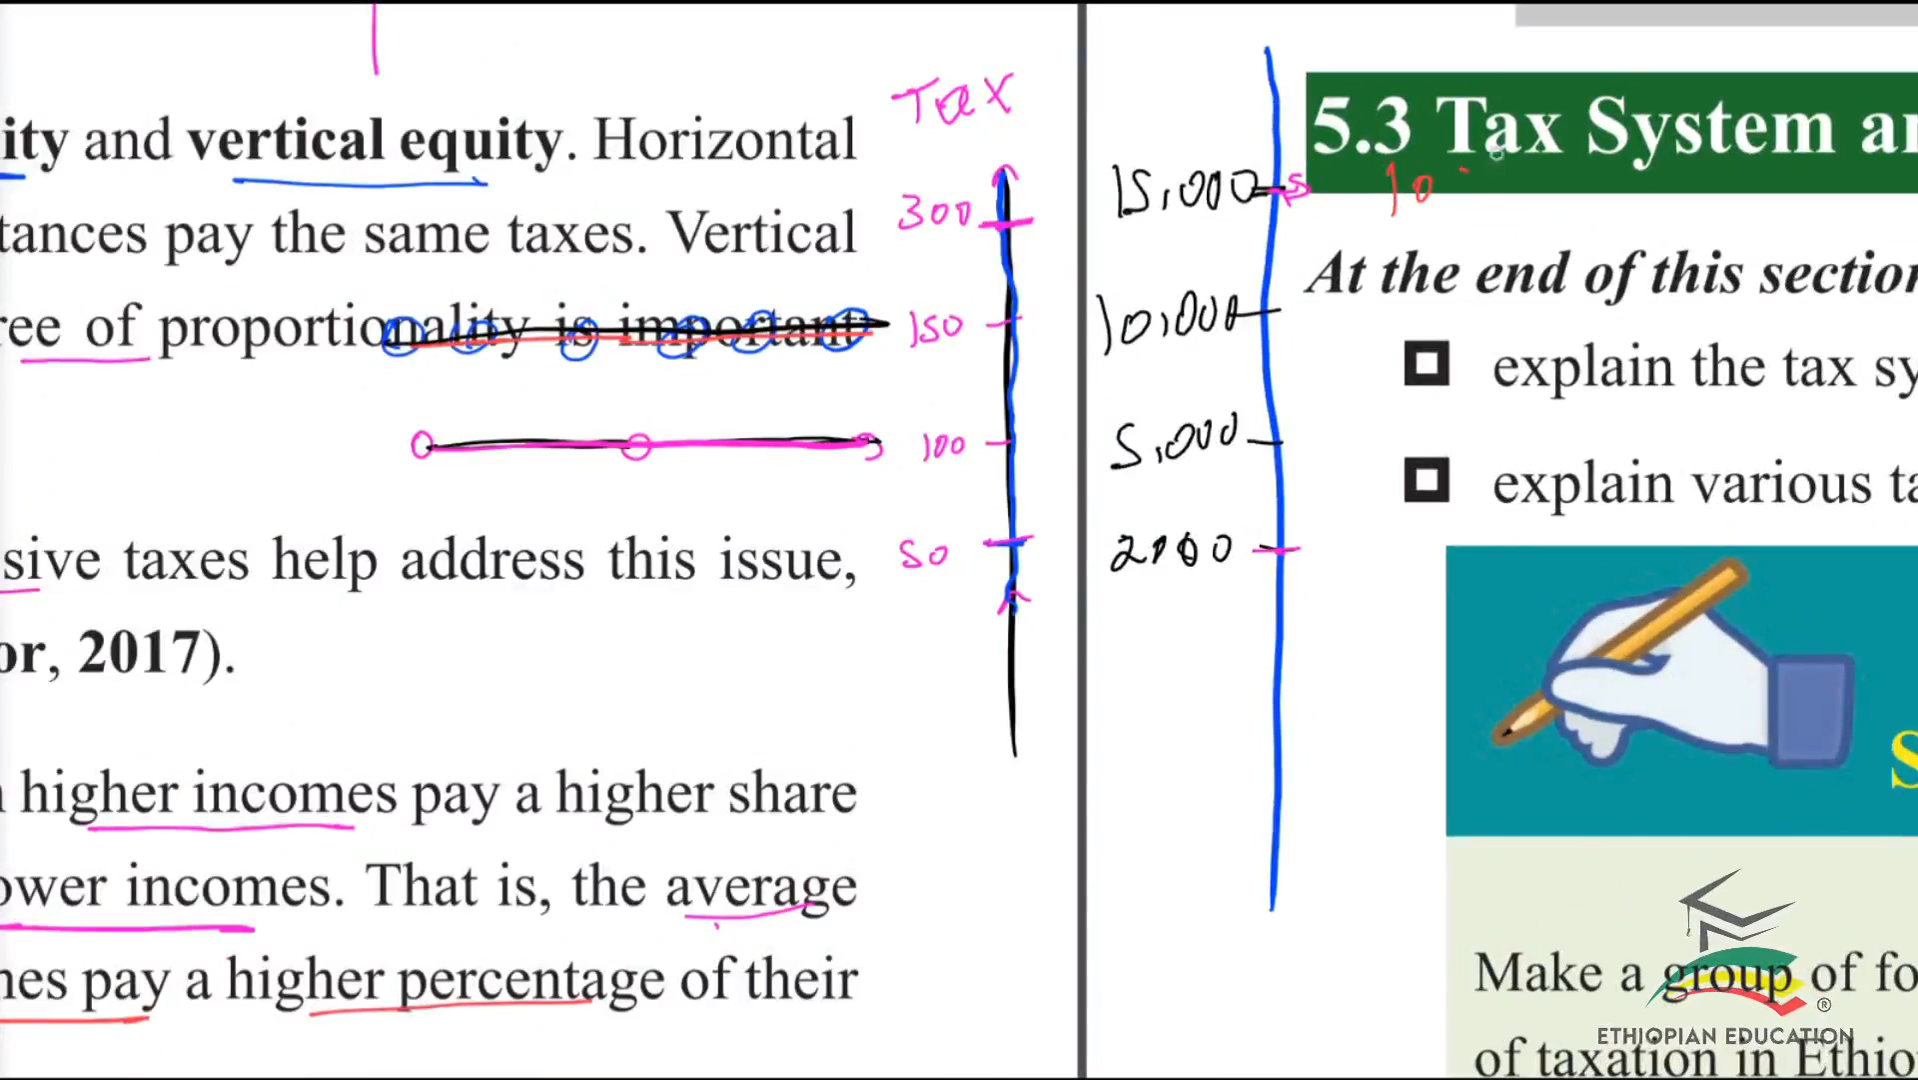 ity and vertical equity. Horizontal
tances pay the same taxes. Vertical
ree of proportionality is important
sive taxes help address this issue,
or, 2017).
higher incomes pay a higher share
ower incomes. That is, the average
nes pay a higher percentage of their
Tax
300
150
100
50
15,000
10,000
5,000
2000
5.3 Tax System an
10
At the end of this section
explain the tax sy
explain various ta
S
Make a group of fo
of taxation in Ethio
ETHIOPIAN EDUCATION
®